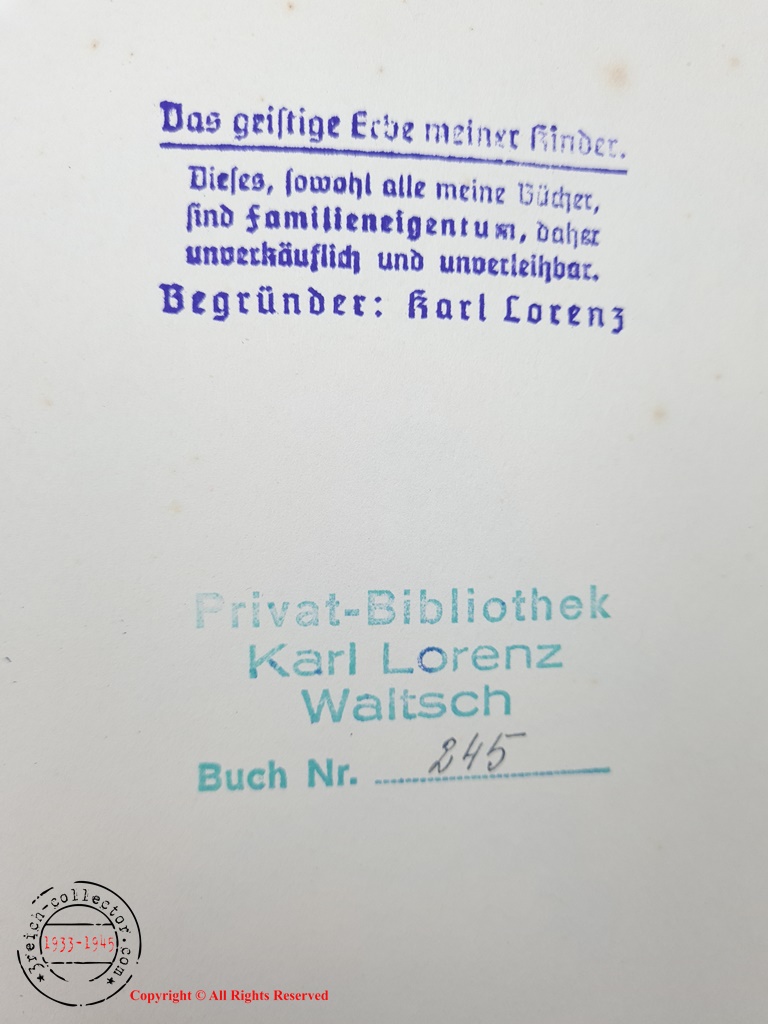 Das geistige Erbe meiner Kinder.
Dieses, sowohl alle meine Bücher,
sind Familieneigentum, daher
unverkäuflich und unverleihbar.
Begründer: Karl Lorenz
Privat-Bibliothek
Karl Lorenz
Waltsch
Buch Nr. 245
3reich-collector.com
1933-1945
Copyright © All Rights Reserved